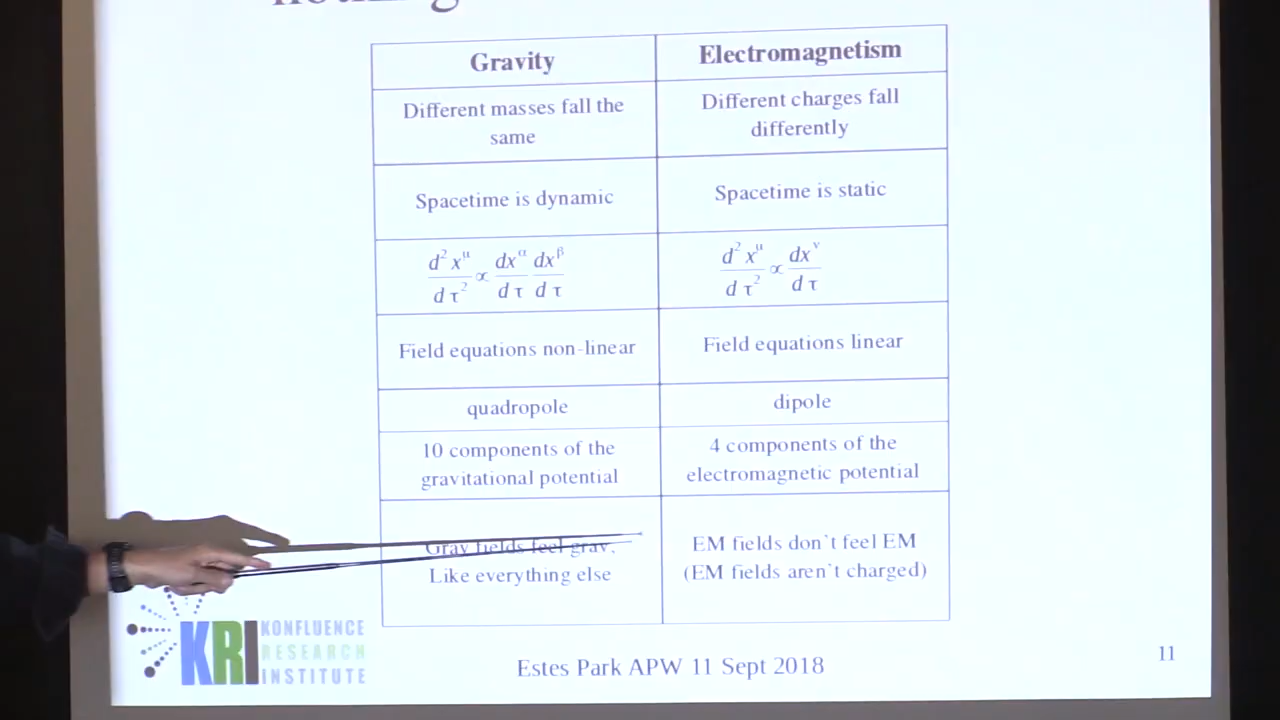 Gravity
Electromagnetism
Different masses fall the
same
Different charges fall
differently
Spacetime is dynamic
Spacetime is static
d²xᵘ/dτ² ∝ dxᵅ/dτ dxᵝ/dτ
d²xᵘ/dτ² ∝ dxᵛ/dτ
Field equations non-linear
Field equations linear
quadropole
dipole
10 components of the
gravitational potential
4 components of the
electromagnetic potential
Grav fields feel grav,
Like everything else
EM fields don't feel EM
(EM fields aren't charged)
KRI
KONFLUENCE
RESEARCH
INSTITUTE
Estes Park APW 11 Sept 2018
11